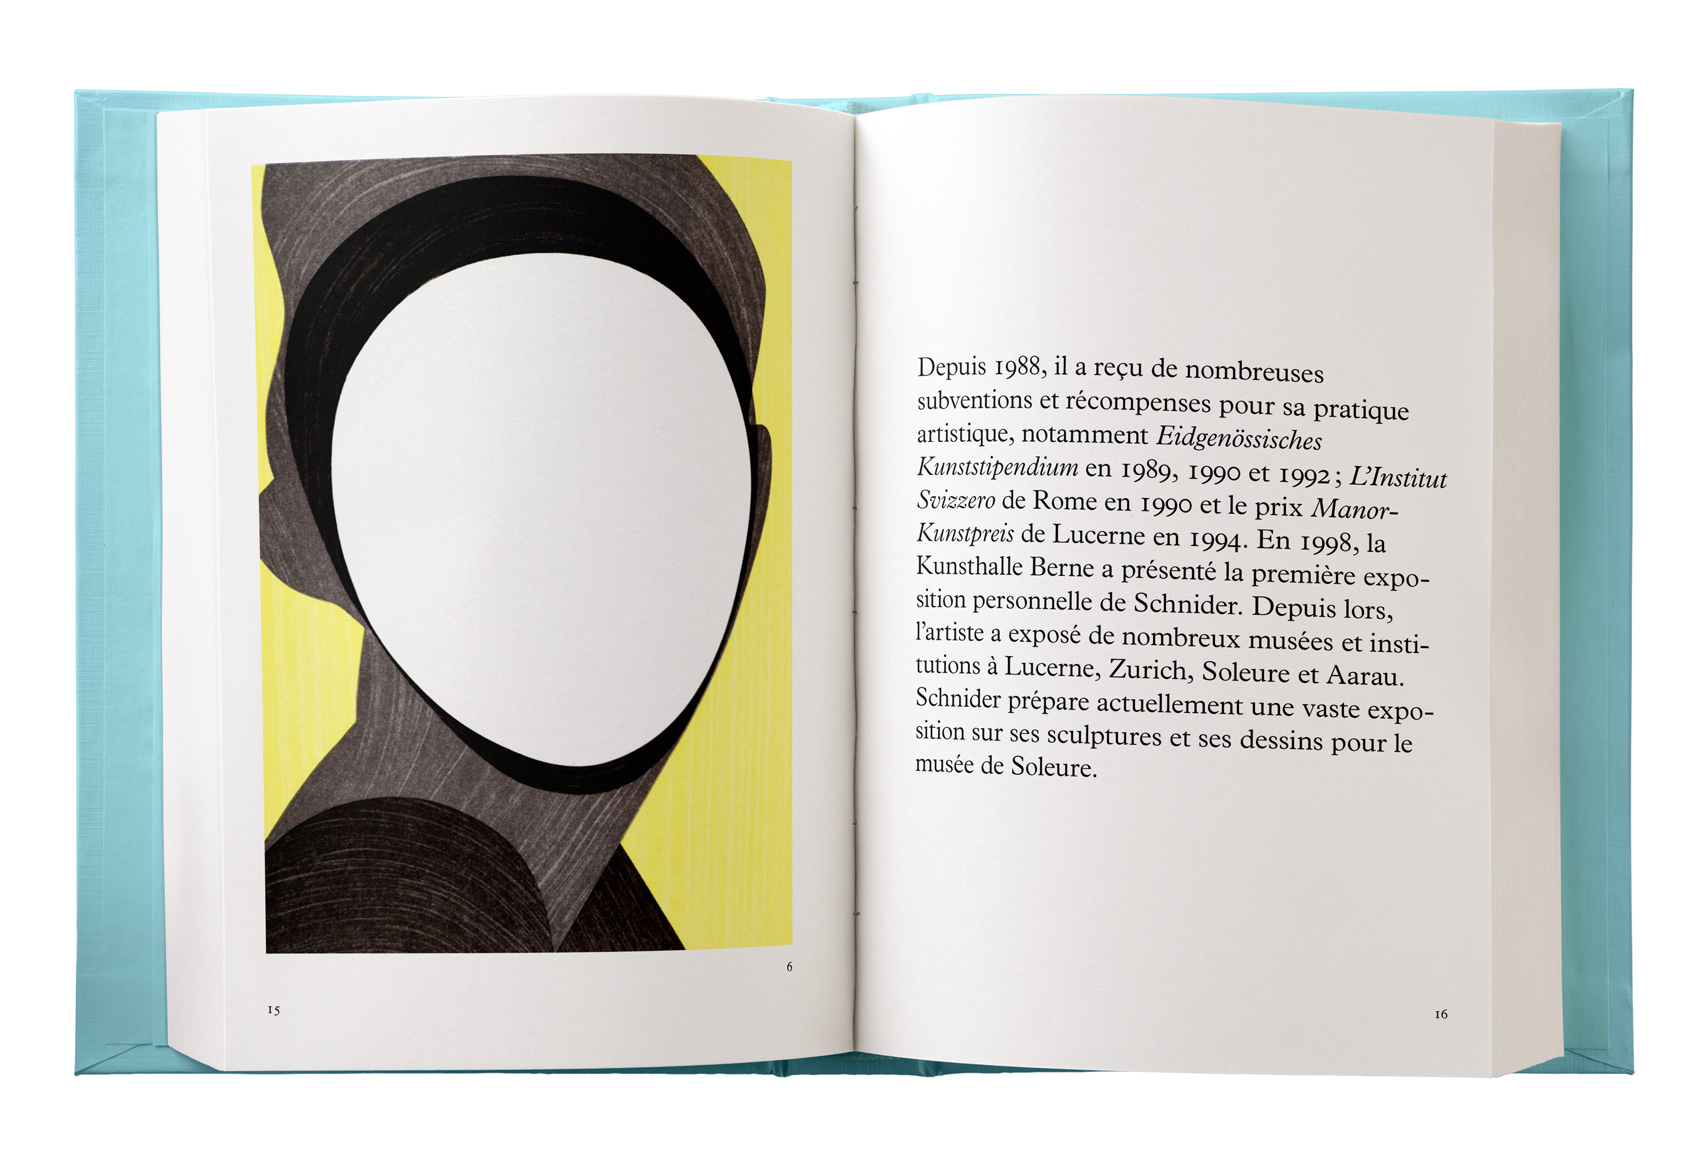 6
15
Depuis 1988, il a reçu de nombreuses
subventions et récompenses pour sa pratique
artistique, notamment Eidgenössisches
Kunststipendium en 1989, 1990 et 1992 ; L’Institut
Svizzero de Rome en 1990 et le prix Manor-
Kunstpreis de Lucerne en 1994. En 1998, la
Kunsthalle Berne a présenté la première expo-
sition personnelle de Schnider. Depuis lors,
l’artiste a exposé de nombreux musées et insti-
tutions à Lucerne, Zurich, Soleure et Aarau.
Schnider prépare actuellement une vaste expo-
sition sur ses sculptures et ses dessins pour le
musée de Soleure.
16